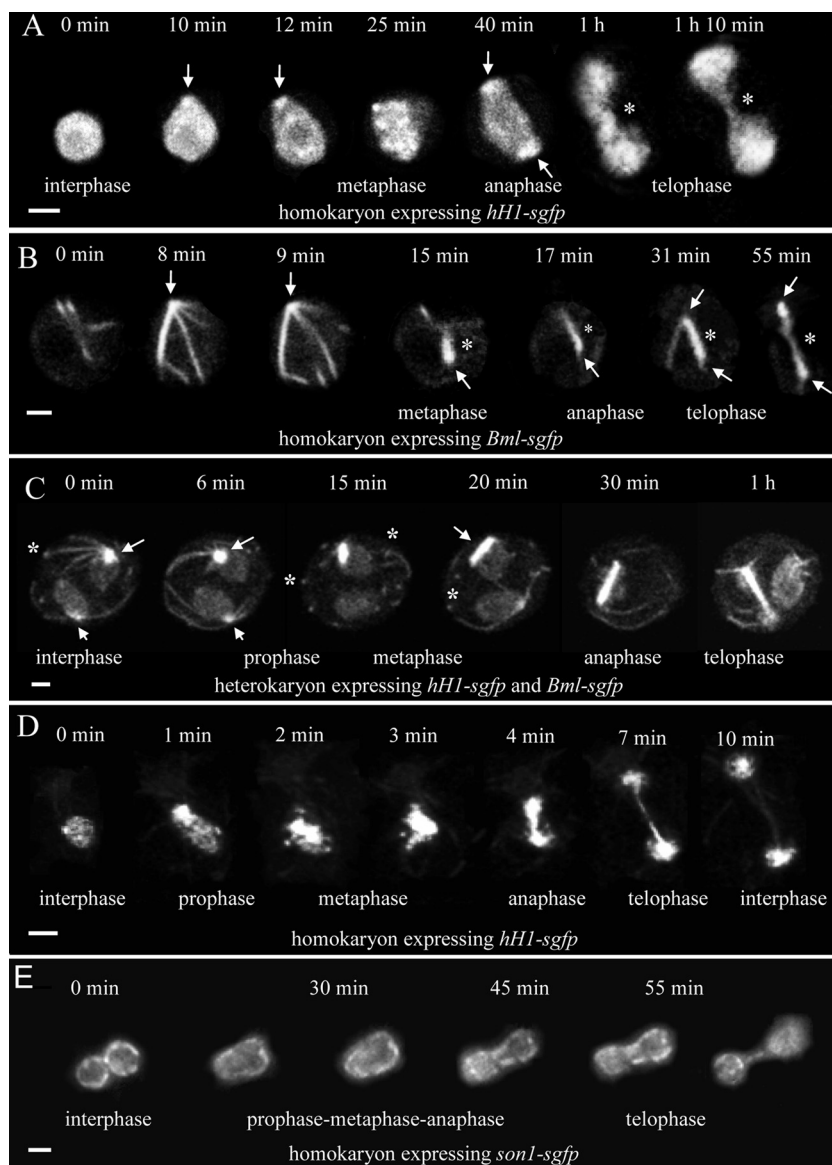 A
0 min 10 min 12 min 25 min 40 min 1 h 1 h 10 min
* *
interphase metaphase anaphase telophase
homokaryon expressing hH1-sgfp
B
0 min 8 min 9 min 15 min 17 min 31 min 55 min
* * * *
metaphase anaphase telophase
homokaryon expressing Bml-sgfp
C
0 min 6 min 15 min 20 min 30 min 1 h
* * * *
interphase prophase metaphase anaphase telophase
heterokaryon expressing hH1-sgfp and Bml-sgfp
D
0 min 1 min 2 min 3 min 4 min 7 min 10 min
interphase prophase metaphase anaphase telophase interphase
homokaryon expressing hH1-sgfp
E
0 min 30 min 45 min 55 min
interphase prophase-metaphase-anaphase telophase
homokaryon expressing son1-sgfp